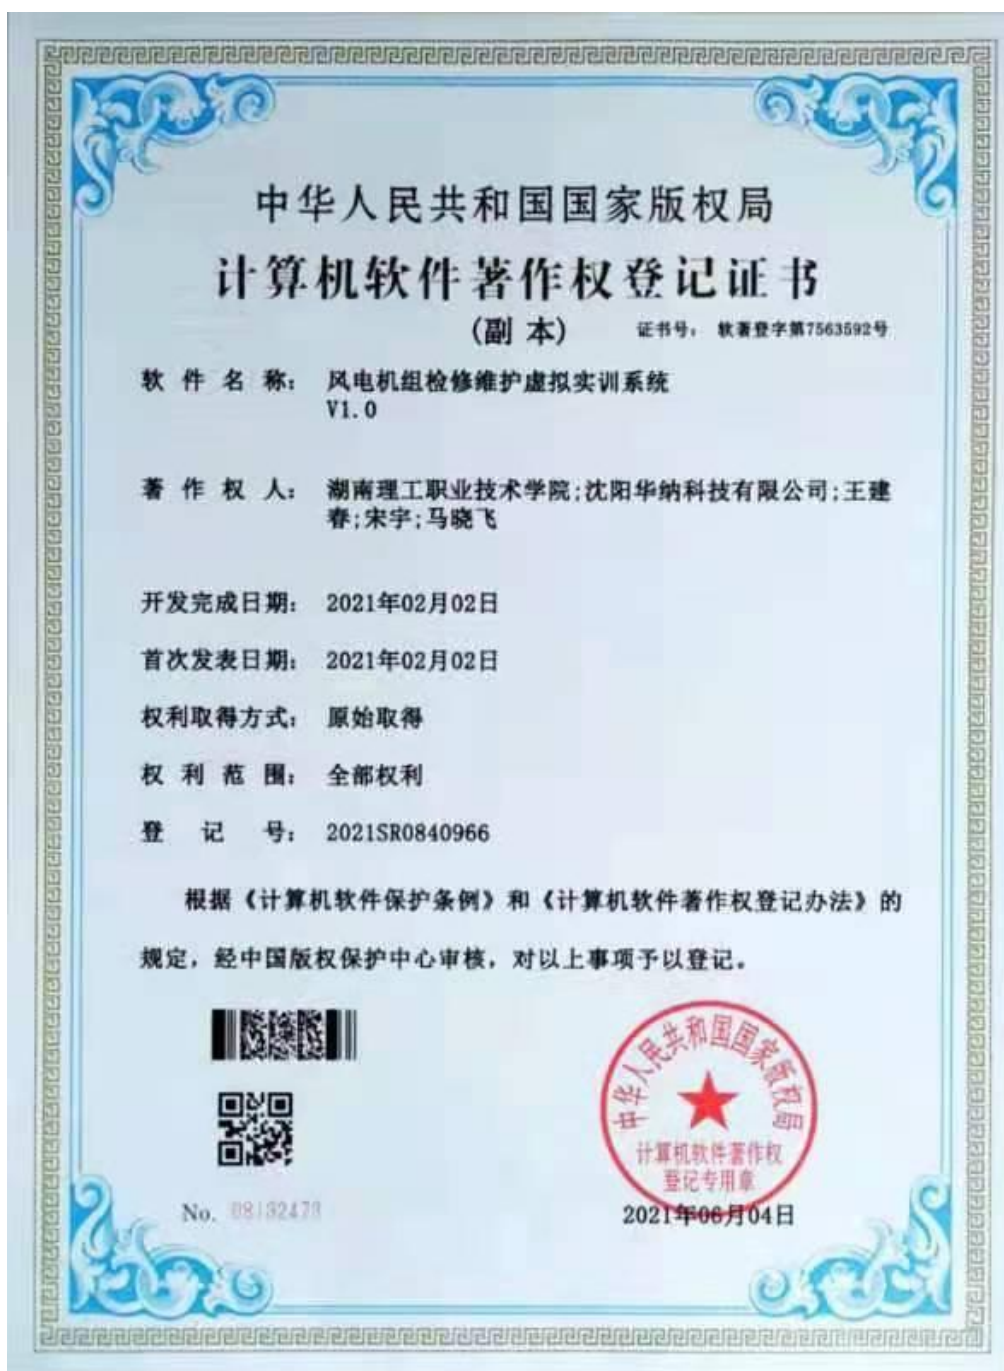 中华人民共和国国家版权局
计算机软件著作权登记证书
(副 本)
证书号： 软著登字第7563592号
软 件 名 称： 风电机组检修维护虚拟实训系统
V1.0
著 作 权 人： 湖南理工职业技术学院;沈阳华纳科技有限公司;王建
春;宋宇;马晓飞
开发完成日期： 2021年02月02日
首次发表日期： 2021年02月02日
权利取得方式： 原始取得
权 利 范 围： 全部权利
登 记 号： 2021SR0840966
根据《计算机软件保护条例》和《计算机软件著作权登记办法》的
规定，经中国版权保护中心审核，对以上事项予以登记。
中华人民共和国国家版权局
计算机软件著作权
登记专用章
No.
2021年06月04日